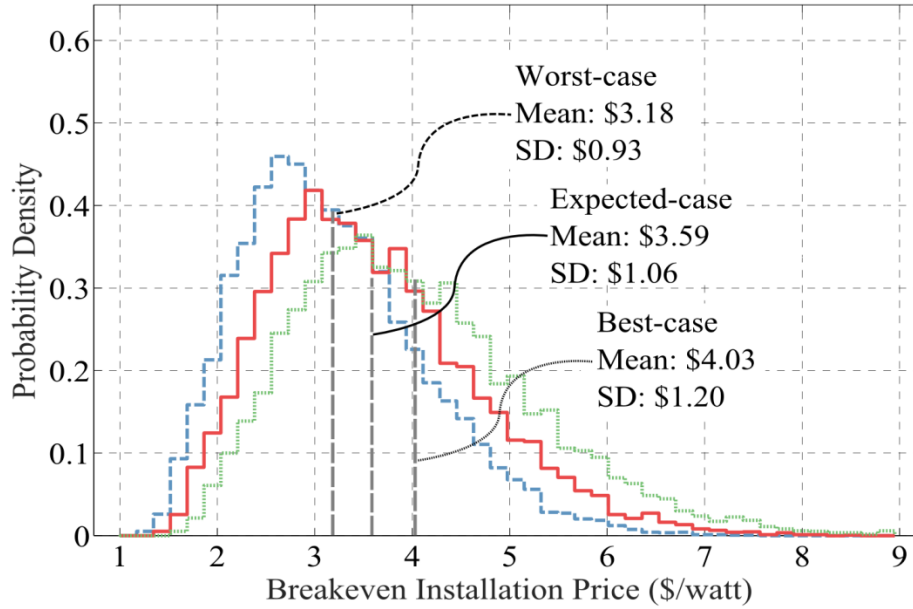 0.6
0.5
0.4
0.3
0.2
0.1
0
Probability Density
Worst-case
Mean: $3.18
SD: $0.93
Expected-case
Mean: $3.59
SD: $1.06
Best-case
Mean: $4.03
SD: $1.20
1 2 3 4 5 6 7 8 9
Breakeven Installation Price ($/watt)